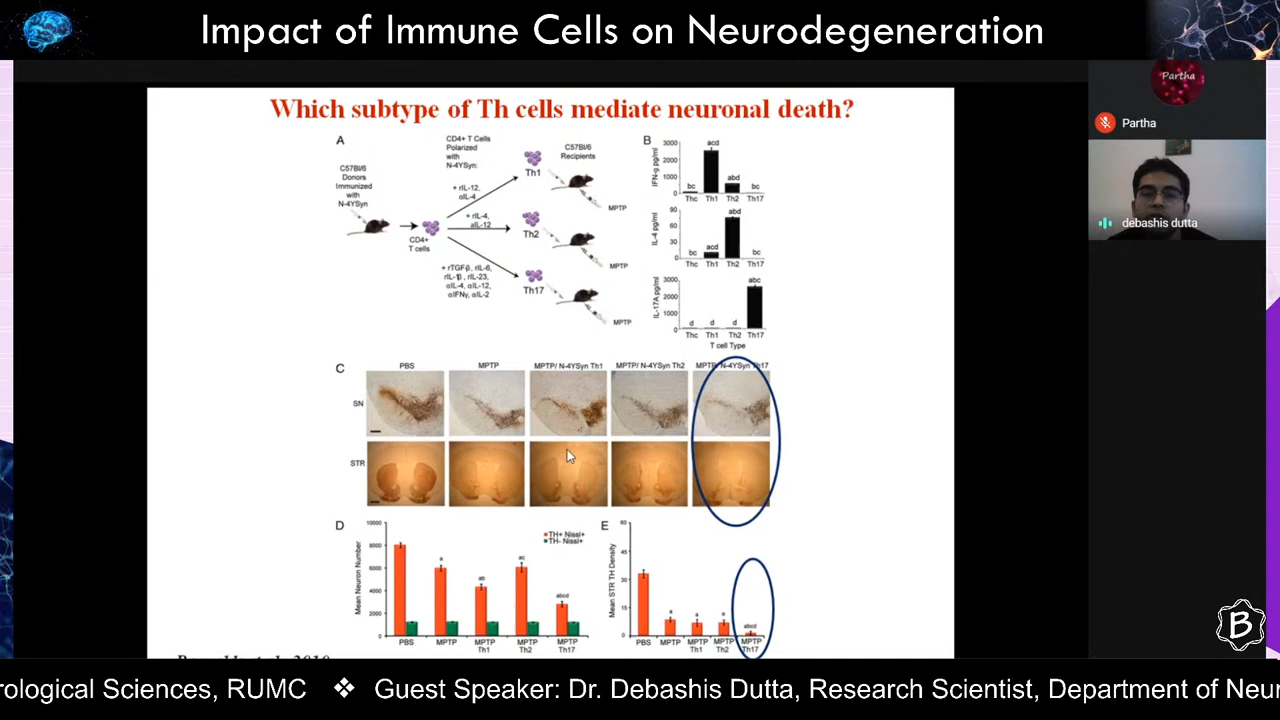 Impact of Immune Cells on Neurodegeneration
Partha
Partha
debashis dutta
Which subtype of Th cells mediate neuronal death?
A
C57Bl/6
Donors
Immunized
with
N-4YSyn
CD4+
T cells
CD4+ T Cells
Polarized
with
N-4YSyn:
+ rIL-12,
αIL-4
+ rIL-4,
αIL-12
+ rTGFβ, rIL-6,
rIL-1β, rIL-23,
αIL-4, αIL-12,
αIFNγ, αIL-2
Th1
Th2
Th17
C57Bl/6
Recipients
MPTP
MPTP
MPTP
B
IFN-g pg/ml
3000
2000
1000
0
bc
acd
abd
bc
Thc Th1 Th2 Th17
IL-4 pg/ml
90
60
30
0
bc
acd
abd
bc
Thc Th1 Th2 Th17
IL-17A pg/ml
3000
2000
1000
0
d
d
d
abc
Thc Th1 Th2 Th17
T cell Type
C
PBS
MPTP
MPTP/ N-4YSyn Th1
MPTP/ N-4YSyn Th2
MPTP/ N-4YSyn Th17
SN
STR
D
Mean Neuron Number
10000
8000
6000
4000
2000
0
TH+ Nissl+
TH- Nissl+
a
ab
ac
abcd
PBS MPTP MPTP MPTP MPTP
Th1 Th2 Th17
E
Mean STR TH Density
60
45
30
15
0
a
a
a
abcd
PBS MPTP MPTP MPTP MPTP
Th1 Th2 Th17
B
rological Sciences, RUMC ❖ Guest Speaker: Dr. Debashis Dutta, Research Scientist, Department of Neur